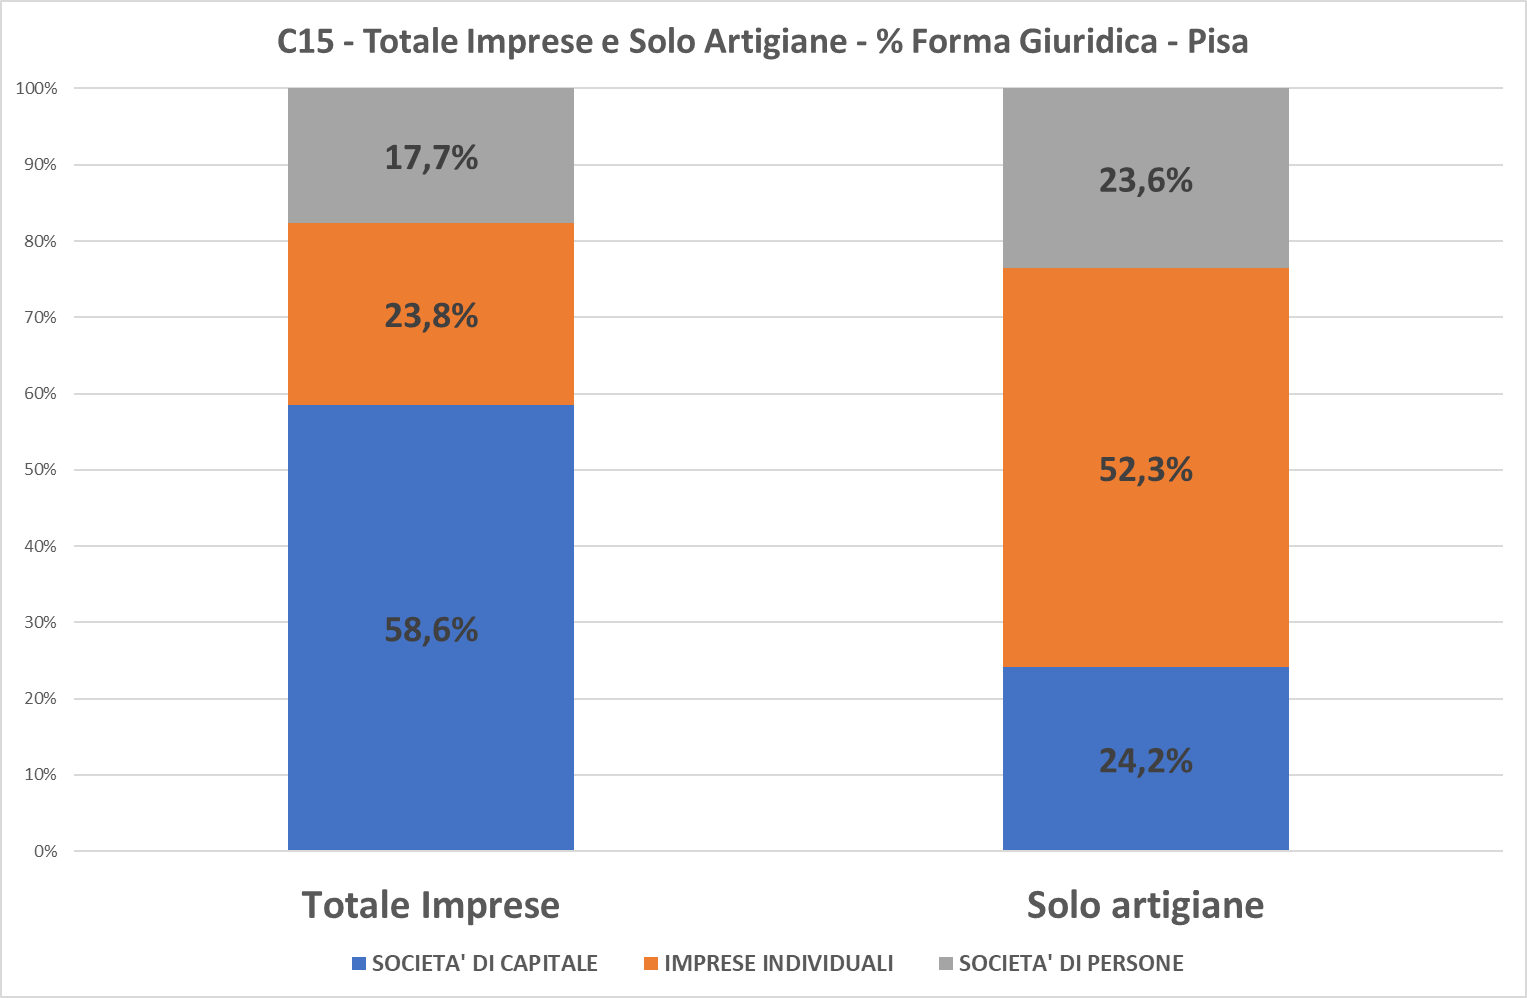 C15 - Totale Imprese e Solo Artigiane - % Forma Giuridica - Pisa
100%
90%
80%
70%
60%
50%
40%
30%
20%
10%
0%
17,7%
23,8%
58,6%
23,6%
52,3%
24,2%
Totale Imprese
Solo artigiane
SOCIETA' DI CAPITALE
IMPRESE INDIVIDUALI
SOCIETA' DI PERSONE